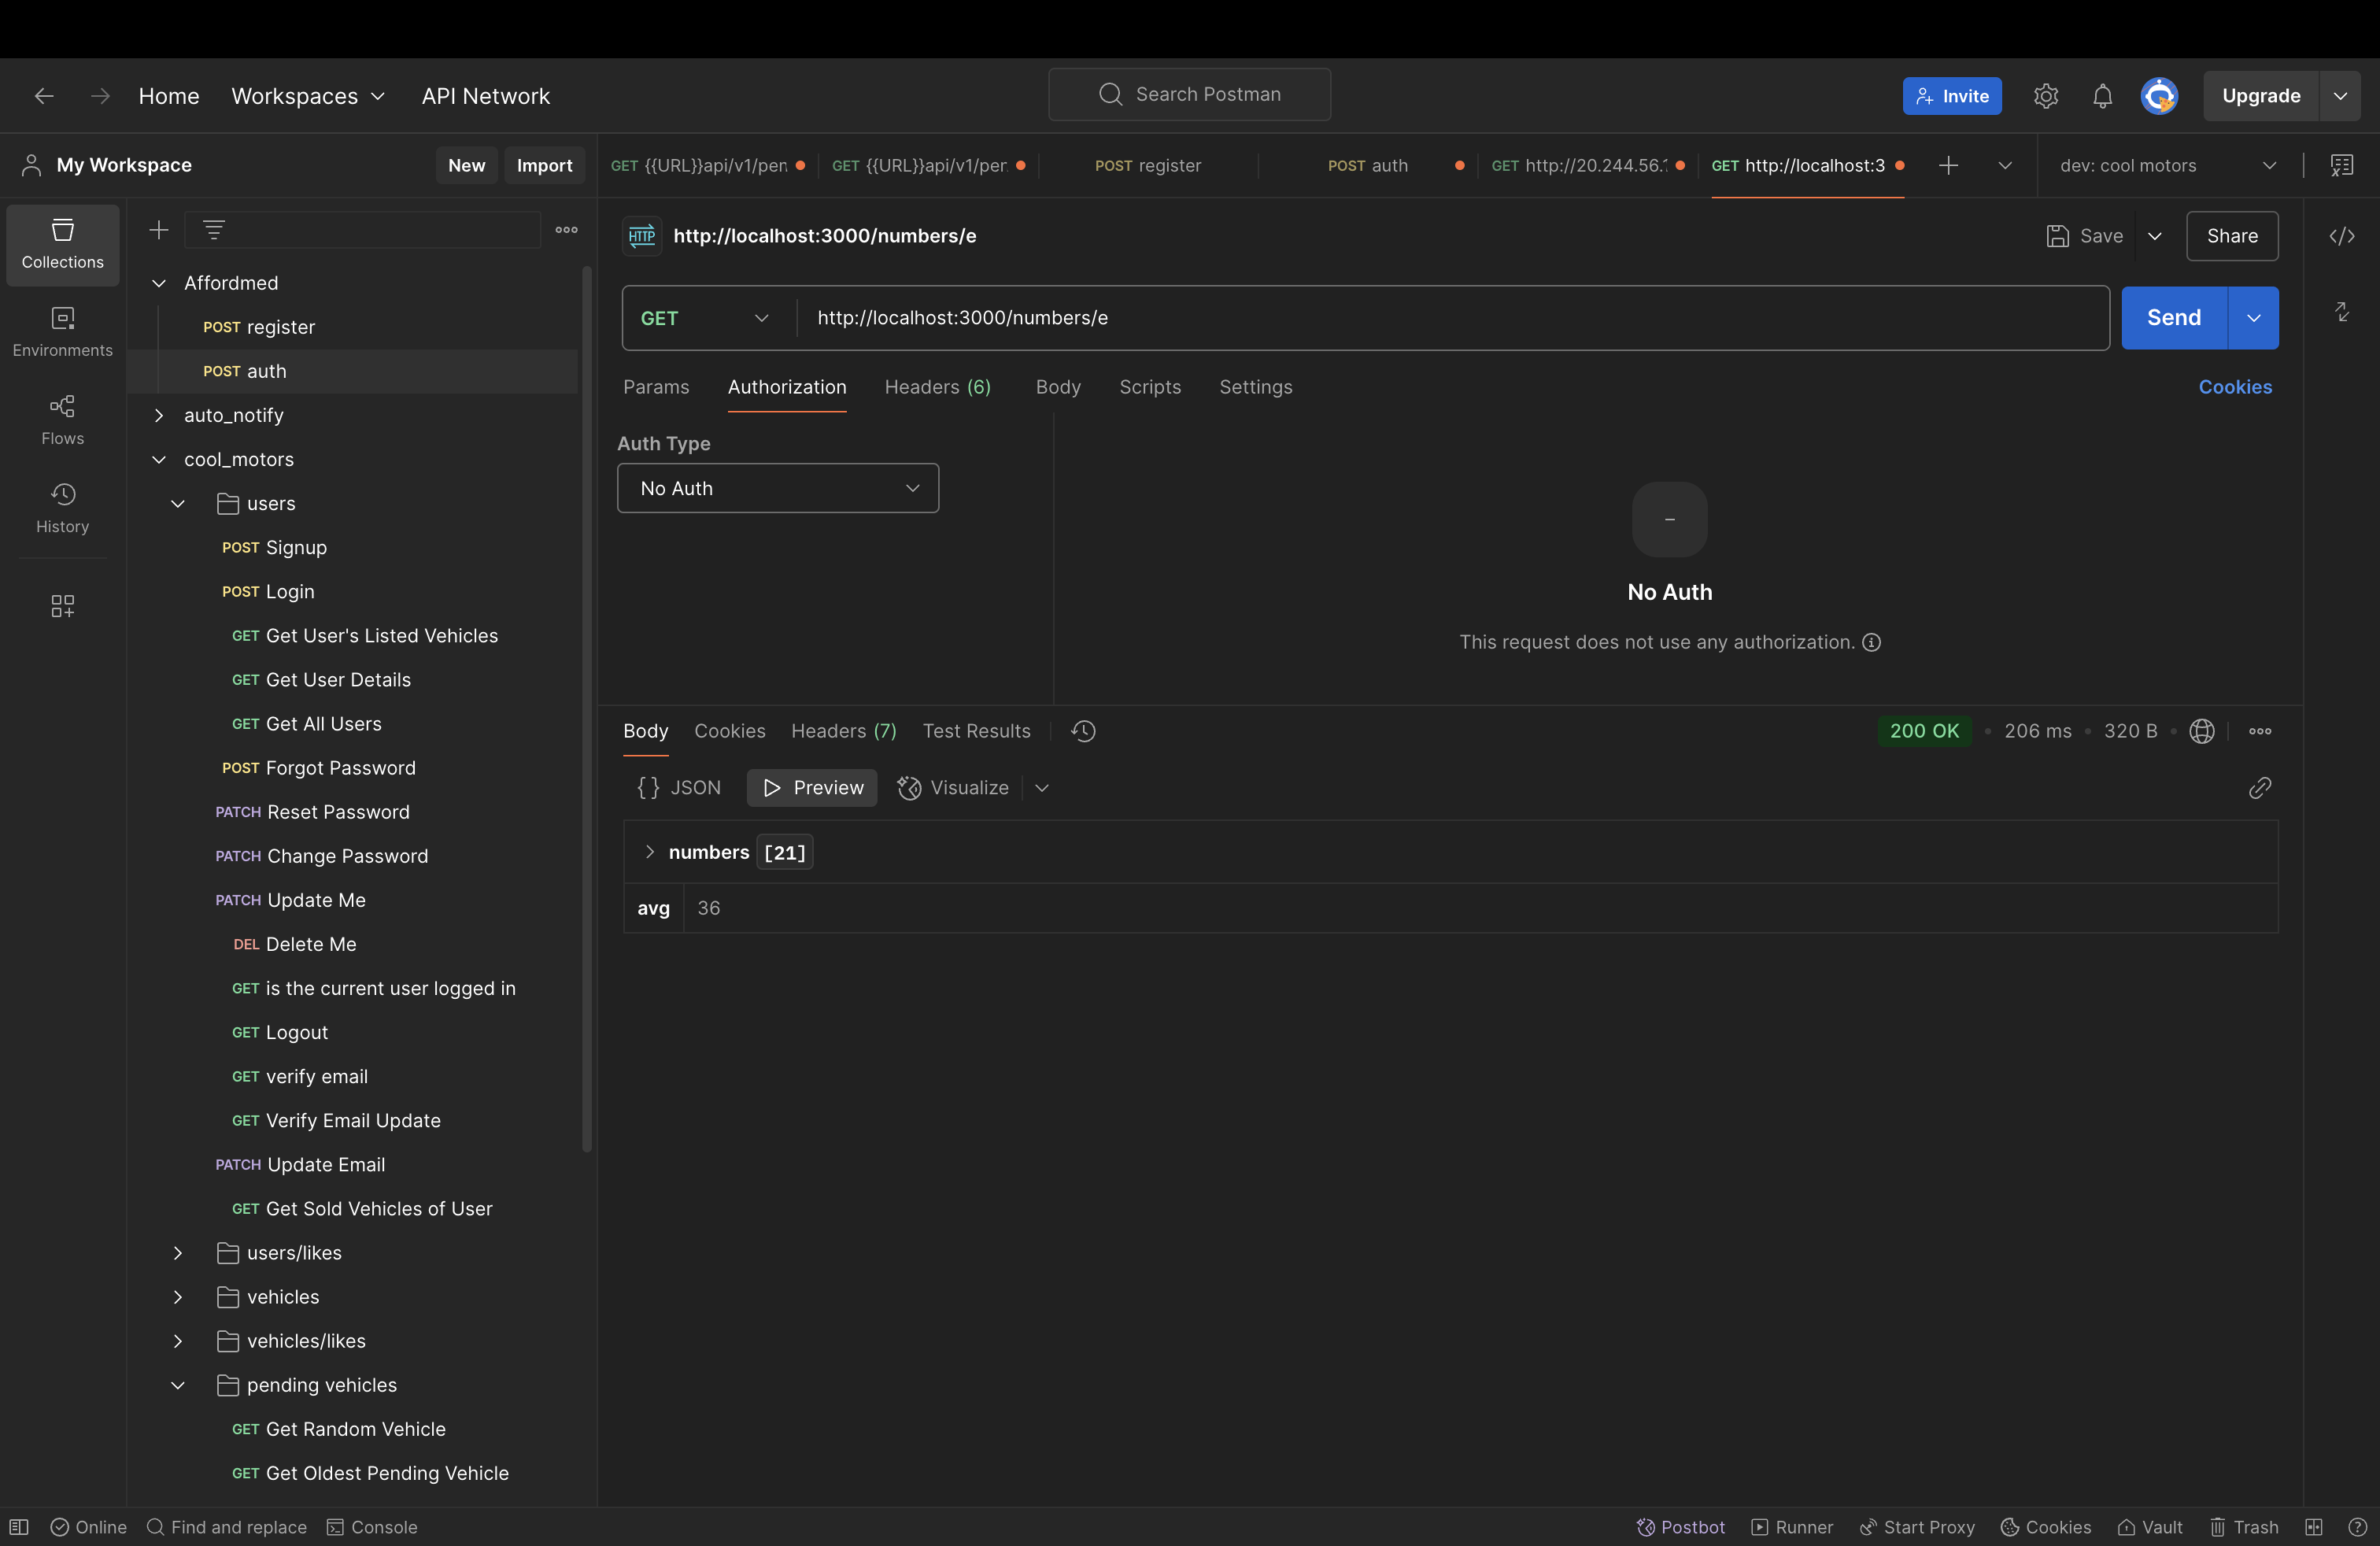 Home Workspaces API Network
Search Postman
Invite
Upgrade
My Workspace
New Import
GET {{URL}}api/v1/pen
GET {{URL}}api/v1/per
POST register
POST auth
GET http://20.244.56.
GET http://localhost:3
dev: cool motors
Collections
Environments
Flows
History
Affordmed
POST register
POST auth
auto_notify
cool_motors
users
POST Signup
POST Login
GET Get User's Listed Vehicles
GET Get User Details
GET Get All Users
POST Forgot Password
PATCH Reset Password
PATCH Change Password
PATCH Update Me
DEL Delete Me
GET is the current user logged in
GET Logout
GET verify email
GET Verify Email Update
PATCH Update Email
GET Get Sold Vehicles of User
users/likes
vehicles
vehicles/likes
pending vehicles
GET Get Random Vehicle
GET Get Oldest Pending Vehicle
HTTP http://localhost:3000/numbers/e
Save
Share
GET http://localhost:3000/numbers/e
Send
Params Authorization Headers (6) Body Scripts Settings
Cookies
Auth Type
No Auth
No Auth
This request does not use any authorization.
Body Cookies Headers (7) Test Results
200 OK • 206 ms • 320 B •
{} JSON Preview Visualize
numbers [21]
avg 36
Online Find and replace Console
Postbot Runner Start Proxy Cookies Vault Trash